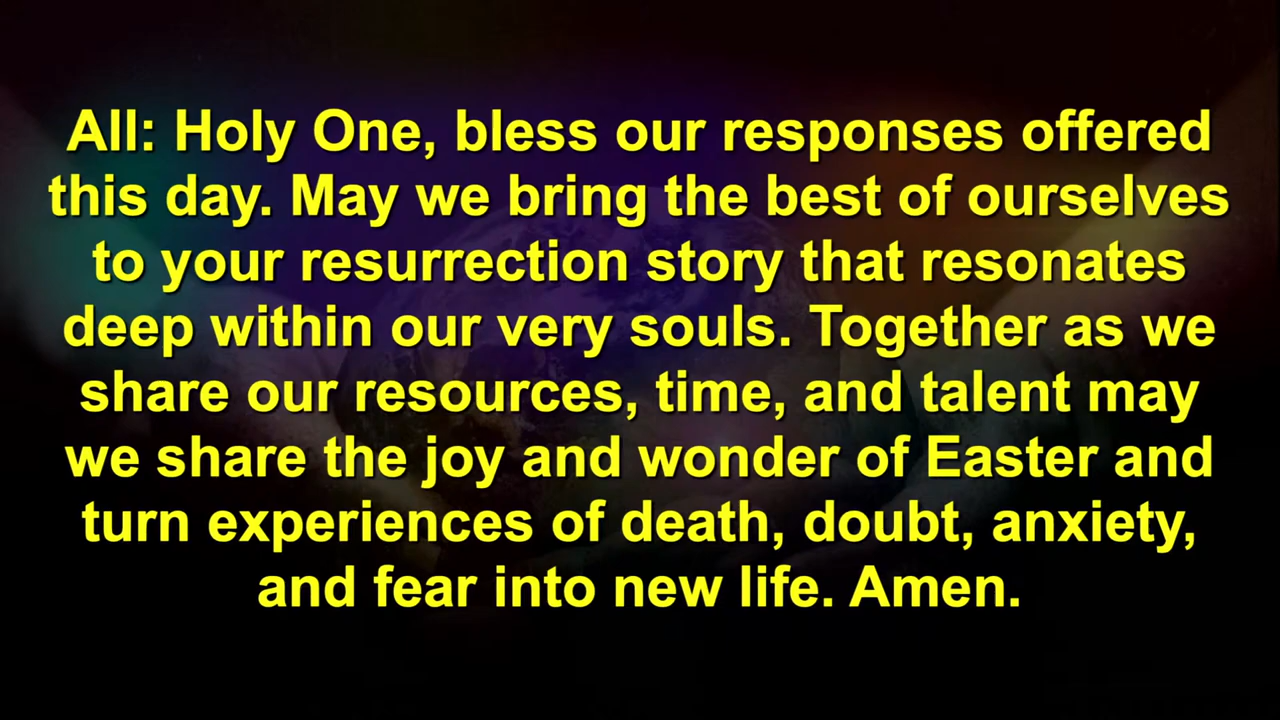 All: Holy One, bless our responses offered
this day. May we bring the best of ourselves
to your resurrection story that resonates
deep within our very souls. Together as we
share our resources, time, and talent may
we share the joy and wonder of Easter and
turn experiences of death, doubt, anxiety,
and fear into new life. Amen.